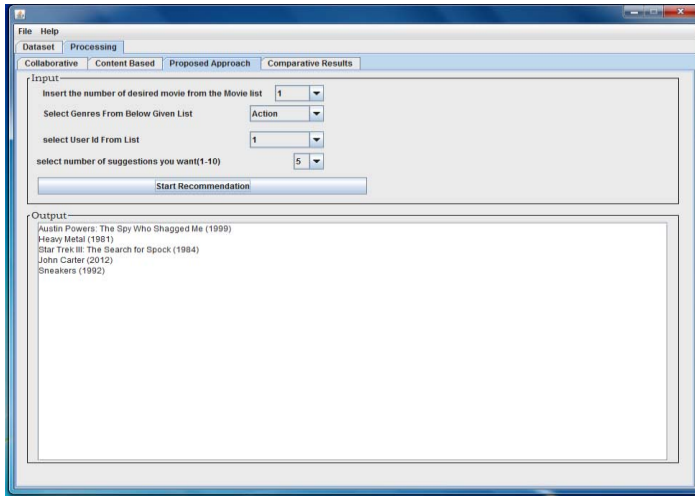 File Help
Dataset Processing
Collaborative Content Based Proposed Approach Comparative Results
Input
Insert the number of desired movie from the Movie list 1
Select Genres From Below Given List Action
select User Id From List 1
select number of suggestions you want(1-10) 5
Start Recommendation
Output
Austin Powers: The Spy Who Shagged Me (1999)
Heavy Metal (1981)
Star Trek III: The Search for Spock (1984)
John Carter (2012)
Sneakers (1992)